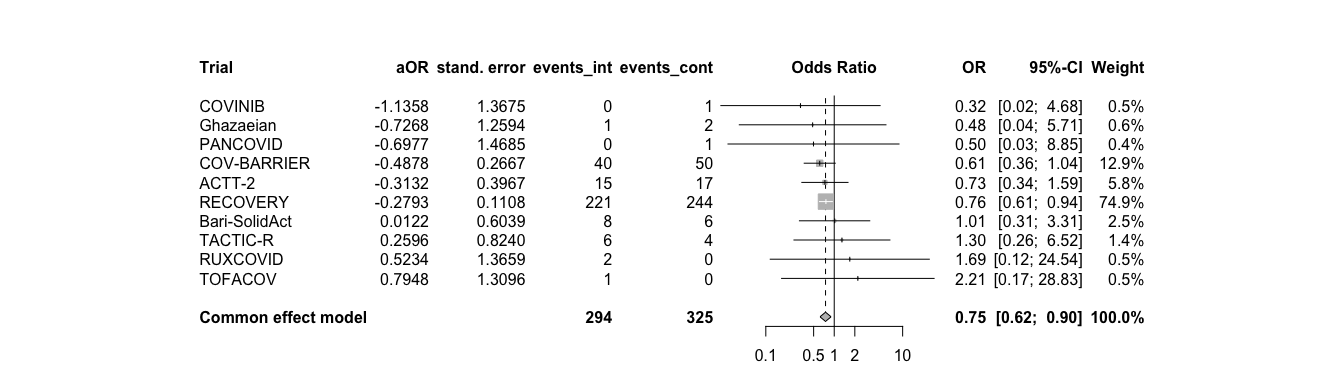 Trial aOR stand. error events_int events_cont Odds Ratio OR 95%-CI Weight
COVINIB -1.1358 1.3675 0 1 0.32 [0.02; 4.68] 0.5%
Ghazaeian -0.7268 1.2594 1 2 0.48 [0.04; 5.71] 0.6%
PANCOVID -0.6977 1.4685 0 1 0.50 [0.03; 8.85] 0.4%
COV-BARRIER -0.4878 0.2667 40 50 0.61 [0.36; 1.04] 12.9%
ACTT-2 -0.3132 0.3967 15 17 0.73 [0.34; 1.59] 5.8%
RECOVERY -0.2793 0.1108 221 244 0.76 [0.61; 0.94] 74.9%
Bari-SolidAct 0.0122 0.6039 8 6 1.01 [0.31; 3.31] 2.5%
TACTIC-R 0.2596 0.8240 6 4 1.30 [0.26; 6.52] 1.4%
RUXCOVID 0.5234 1.3659 2 0 1.69 [0.12; 24.54] 0.5%
TOFACOV 0.7948 1.3096 1 0 2.21 [0.17; 28.83] 0.5%
Common effect model 294 325 0.75 [0.62; 0.90] 100.0%
0.1 0.5 1 2 10